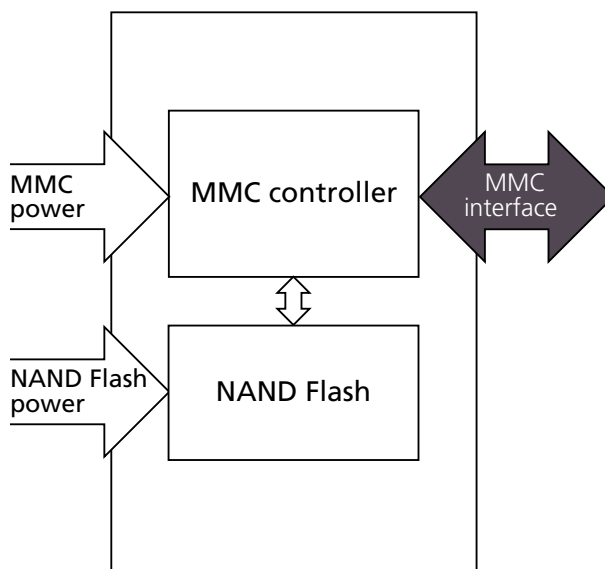 MMC
power
MMC controller
MMC
interface
NAND Flash
power
NAND Flash